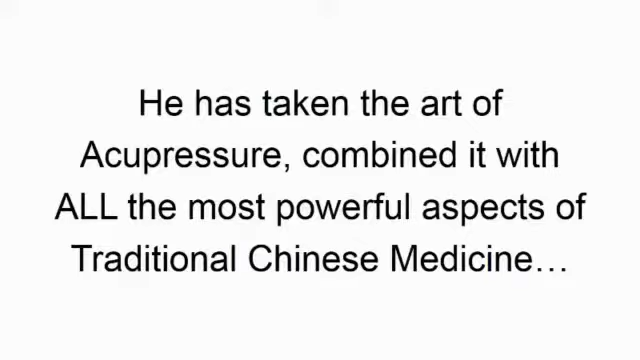 He has taken the art of
Acupressure, combined it with
ALL the most powerful aspects of
Traditional Chinese Medicine…